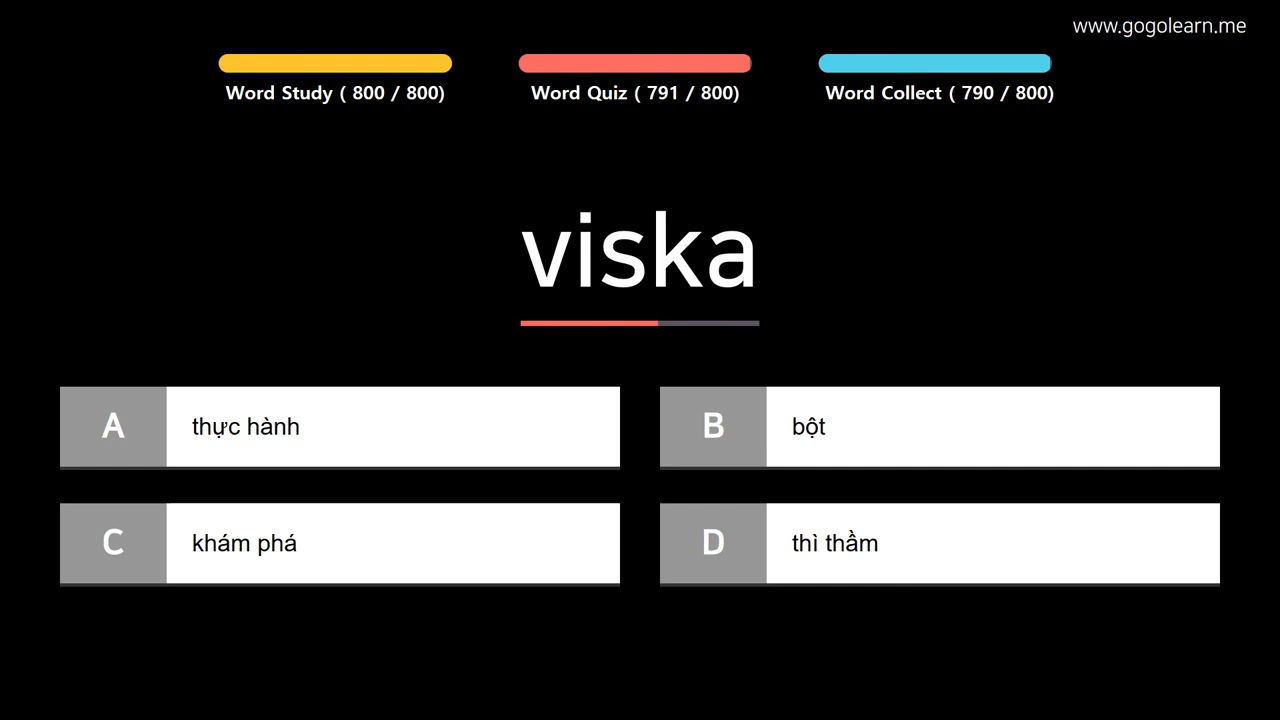 www.gogolearn.me
Word Study ( 800 / 800)
Word Quiz ( 791 / 800)
Word Collect ( 790 / 800)
viska
A thực hành
B bột
C khám phá
D thì thầm